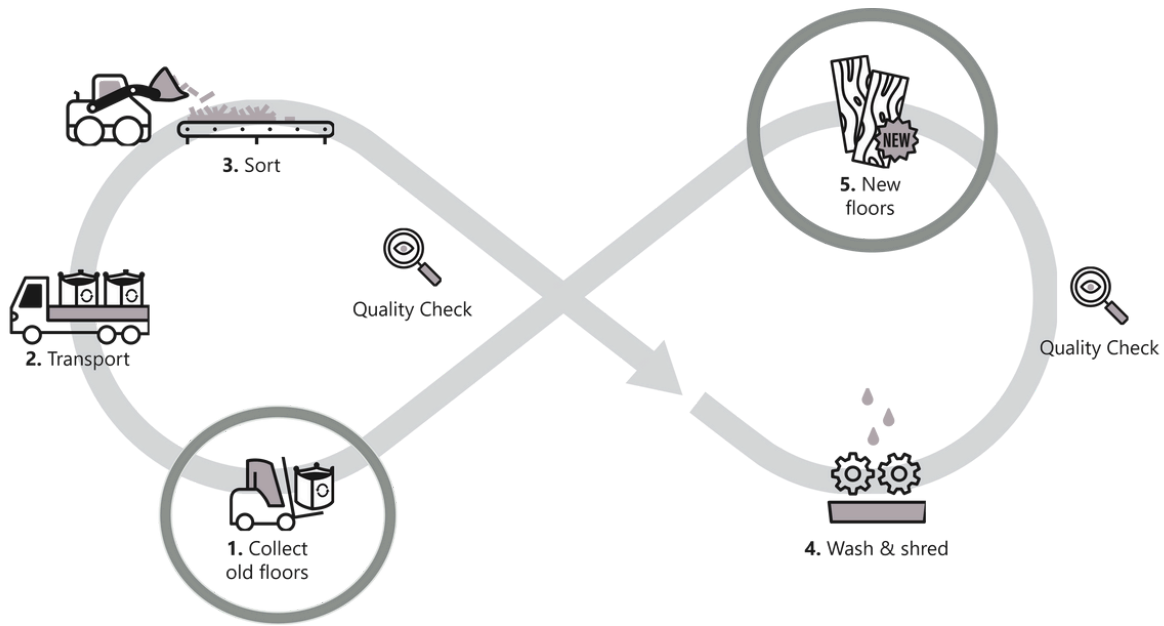 1. Collect
old floors
2. Transport
3. Sort
Quality Check
4. Wash & shred
Quality Check
NEW
5. New
floors